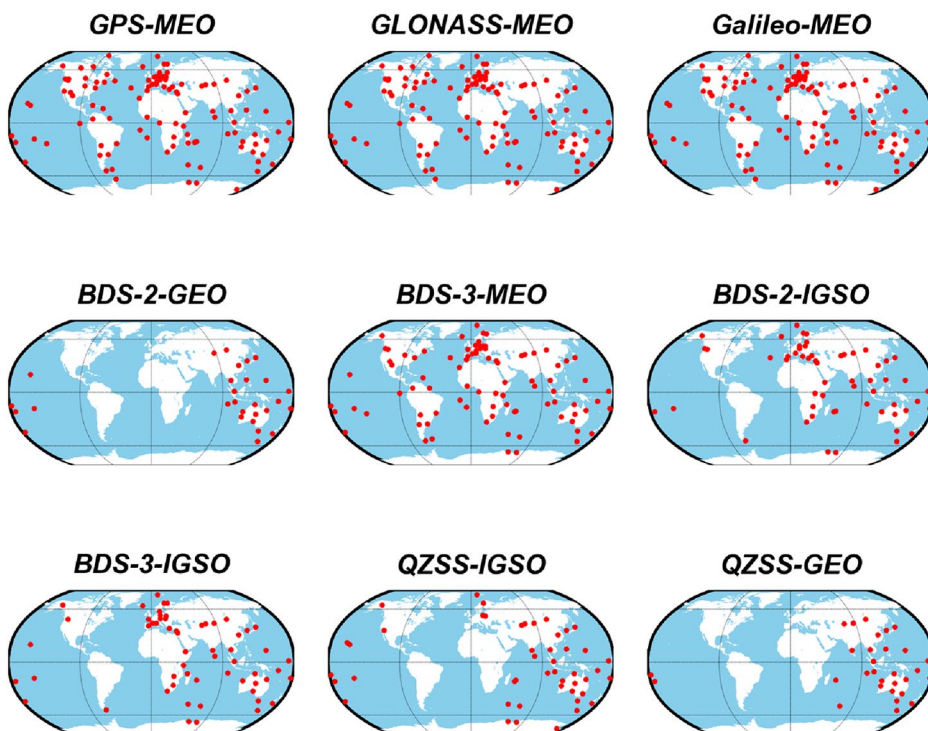 GPS-MEO
GLONASS-MEO
Galileo-MEO
BDS-2-GEO
BDS-3-MEO
BDS-2-IGSO
BDS-3-IGSO
QZSS-IGSO
QZSS-GEO